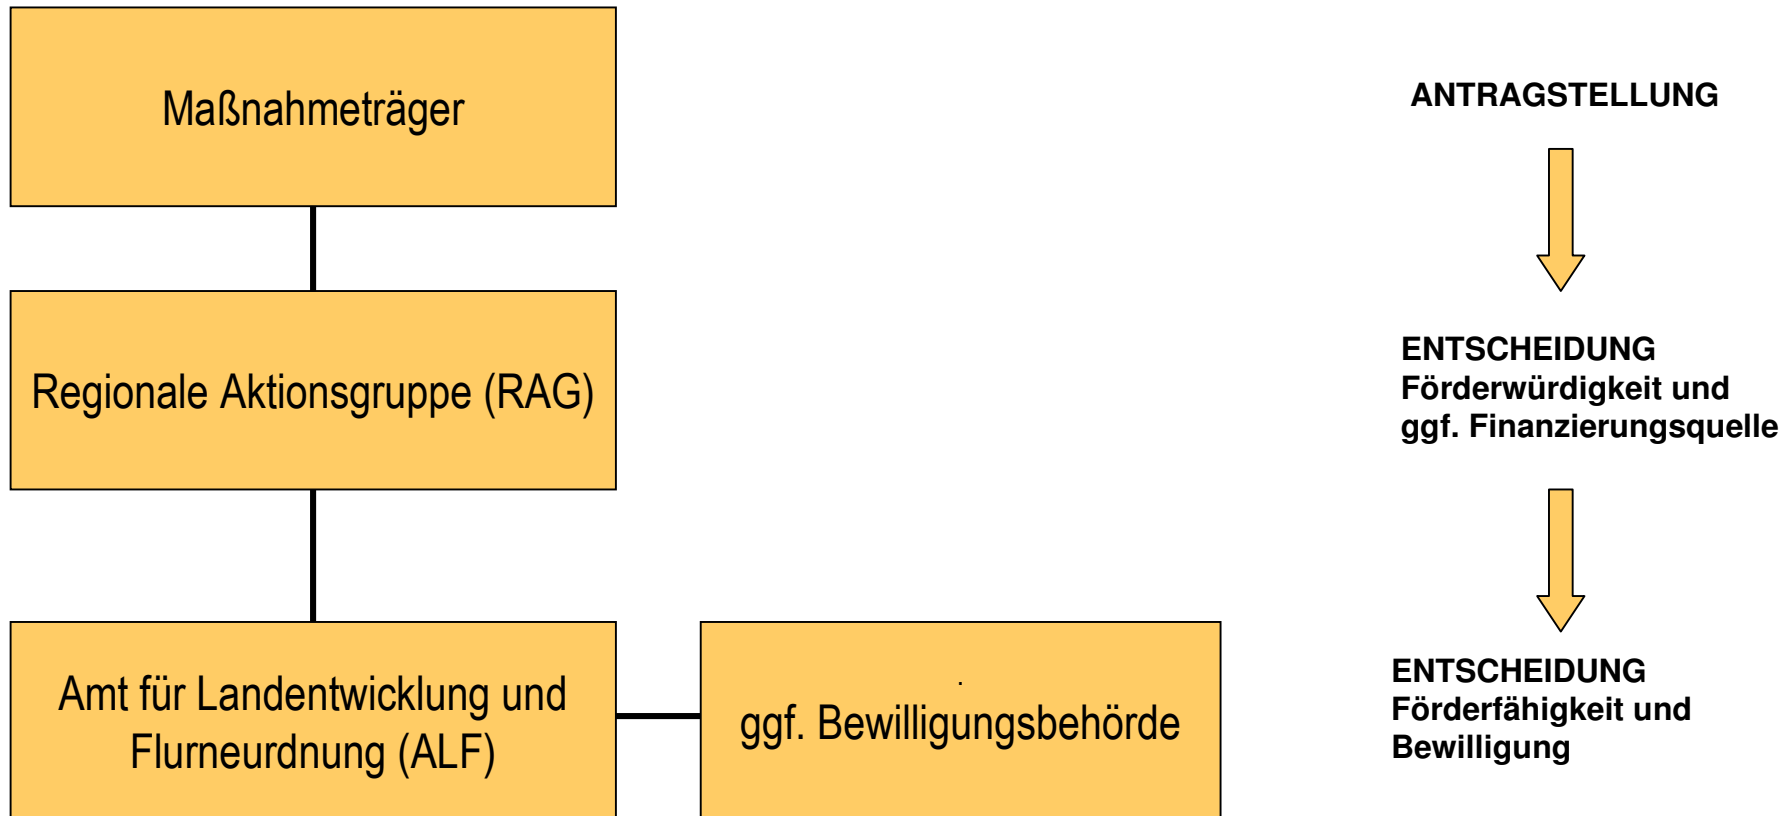 Maßnahmeträger
ANTRAGSTELLUNG
Regionale Aktionsgruppe (RAG)
ENTSCHEIDUNG
Förderwürdigkeit und
ggf. Finanzierungsquelle
Amt für Landentwicklung und
Flurneurdnung (ALF)
.
ggf. Bewilligungsbehörde
ENTSCHEIDUNG
Förderfähigkeit und
Bewilligung